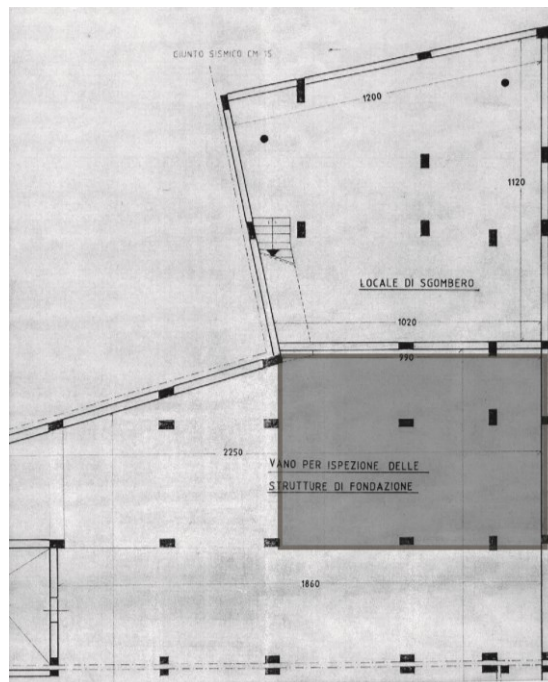 GIUNTO SISMICO CM 15
1200
1120
LOCALE DI SGOMBERO
1020
990
2250
VANO PER ISPEZIONE DELLE
STRUTTURE DI FONDAZIONE
1860